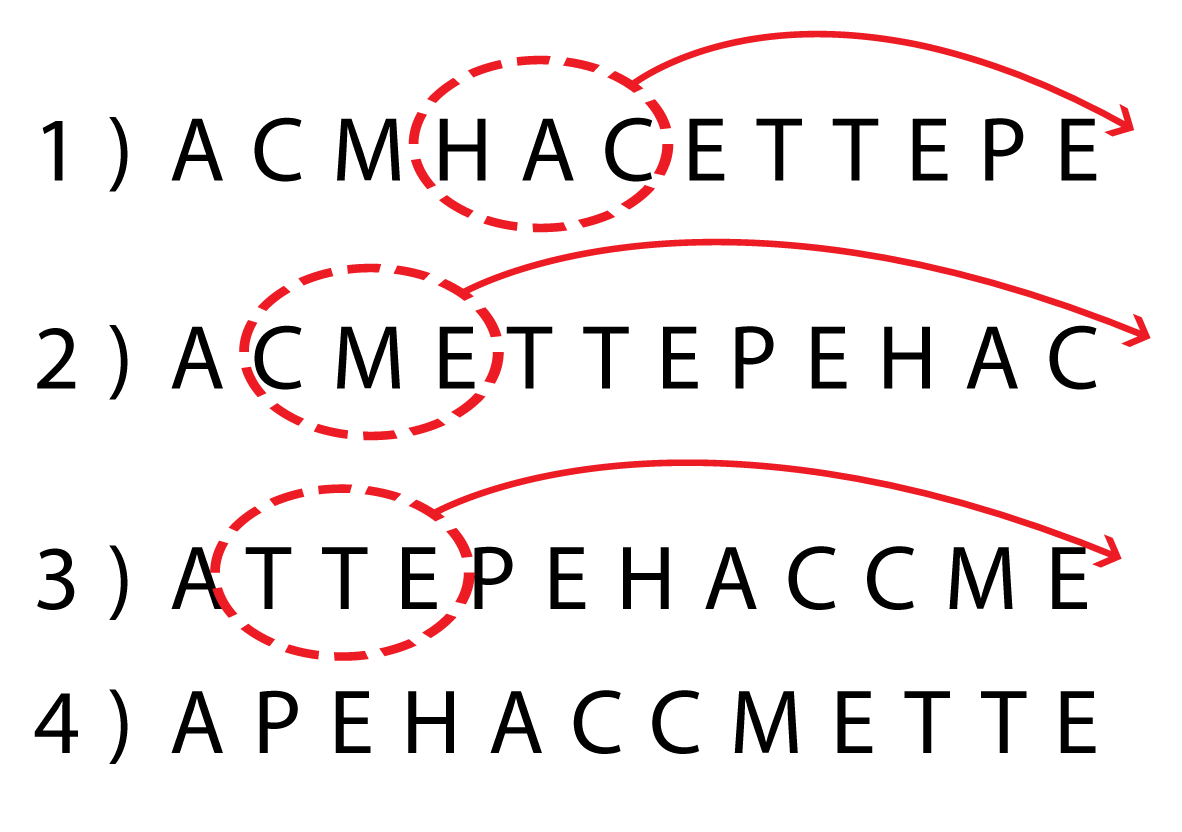 1 ) A C M H A C E T T E P E
2 ) A C M E T T E P E H A C
3 ) A T T E P E H A C C M E
4 ) A P E H A C C M E T T E